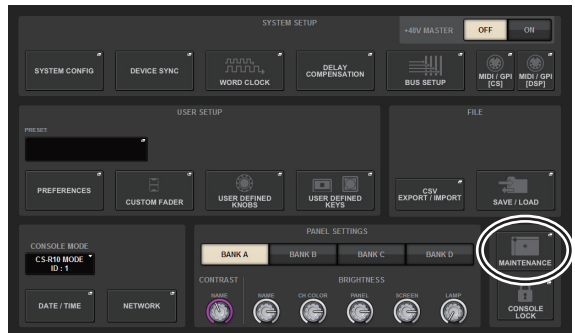 SYSTEM SETUP
+48V MASTER OFF ON
SYSTEM CONFIG
DEVICE SYNC
WORD CLOCK
DELAY
COMPENSATION
BUS SETUP
MIDI / GPI
[CS]
MIDI / GPI
[DSP]
USER SETUP
PRESET
PREFERENCES
CUSTOM FADER
USER DEFINED
KNOBS
USER DEFINED
KEYS
FILE
CSV
EXPORT / IMPORT
SAVE / LOAD
CONSOLE MODE
CS-R10 MODE
ID : 1
DATE / TIME
NETWORK
PANEL SETTINGS
BANK A BANK B BANK C BANK D
CONTRAST BRIGHTNESS
NAME NAME CH COLOR PANEL SCREEN LAMP
MAINTENANCE
CONSOLE
LOCK